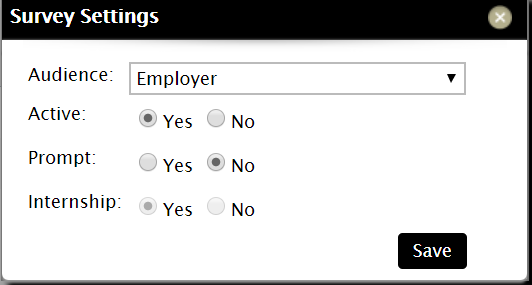 Survey Settings
Audience: Employer
Active: Yes No
Prompt: Yes No
Internship: Yes No
Save